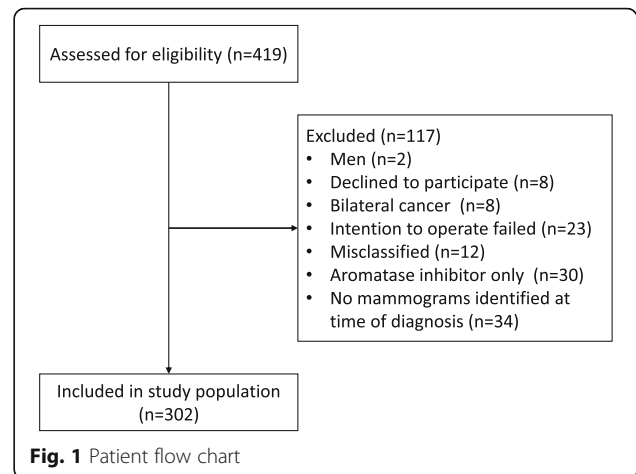 Assessed for eligibility (n=419)
Excluded (n=117)
• Men (n=2)
• Declined to participate (n=8)
• Bilateral cancer (n=8)
• Intention to operate failed (n=23)
• Misclassified (n=12)
• Aromatase inhibitor only (n=30)
• No mammograms identified at
time of diagnosis (n=34)
Included in study population
(n=302)
Fig. 1 Patient flow chart